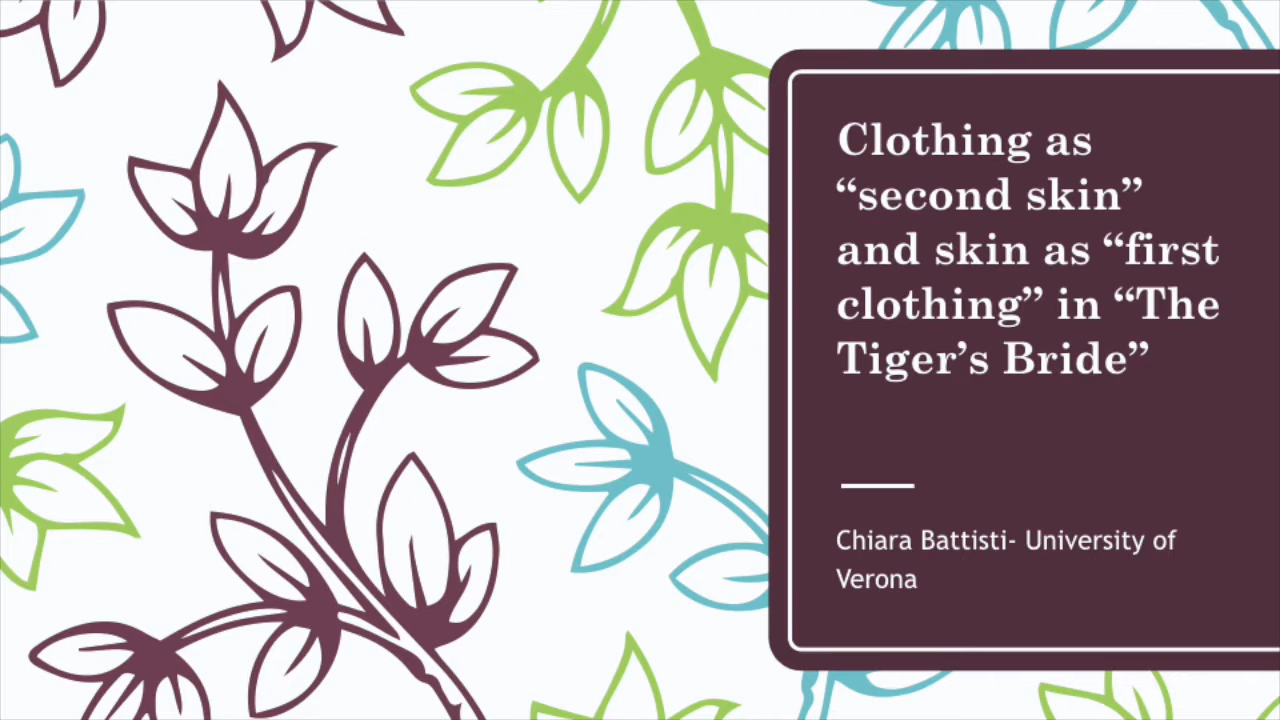 Clothing as
“second skin”
and skin as “first
clothing” in “The
Tiger’s Bride”
Chiara Battisti- University of
Verona